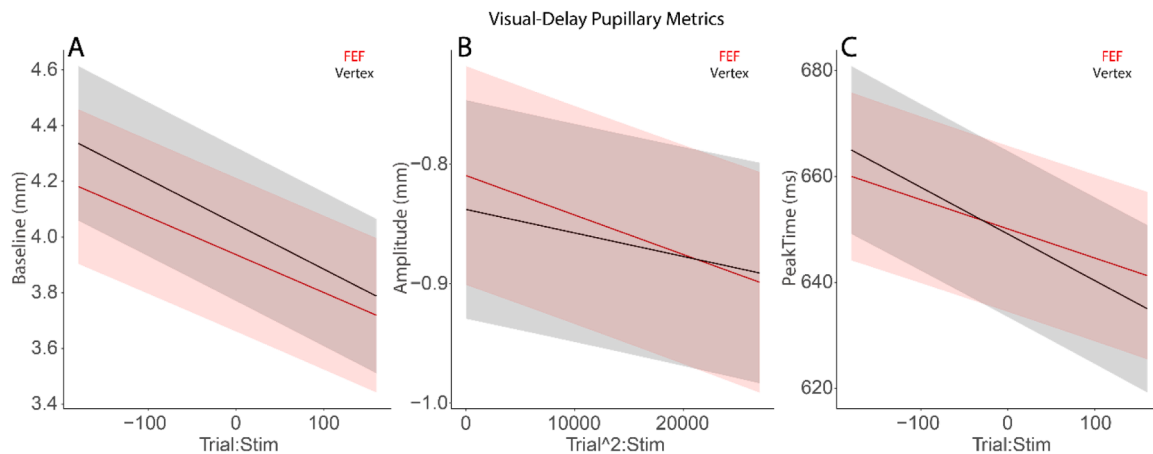 Visual-Delay Pupillary Metrics
A
FEF
Vertex
Baseline (mm)
4.6
4.4
4.2
4.0
3.8
3.6
3.4
−100
0
100
Trial:Stim
B
FEF
Vertex
Amplitude (mm)
−0.8
−0.9
−1.0
0
10000
20000
Trial^2:Stim
C
FEF
Vertex
PeakTime (ms)
680
660
640
620
−100
0
100
Trial:Stim